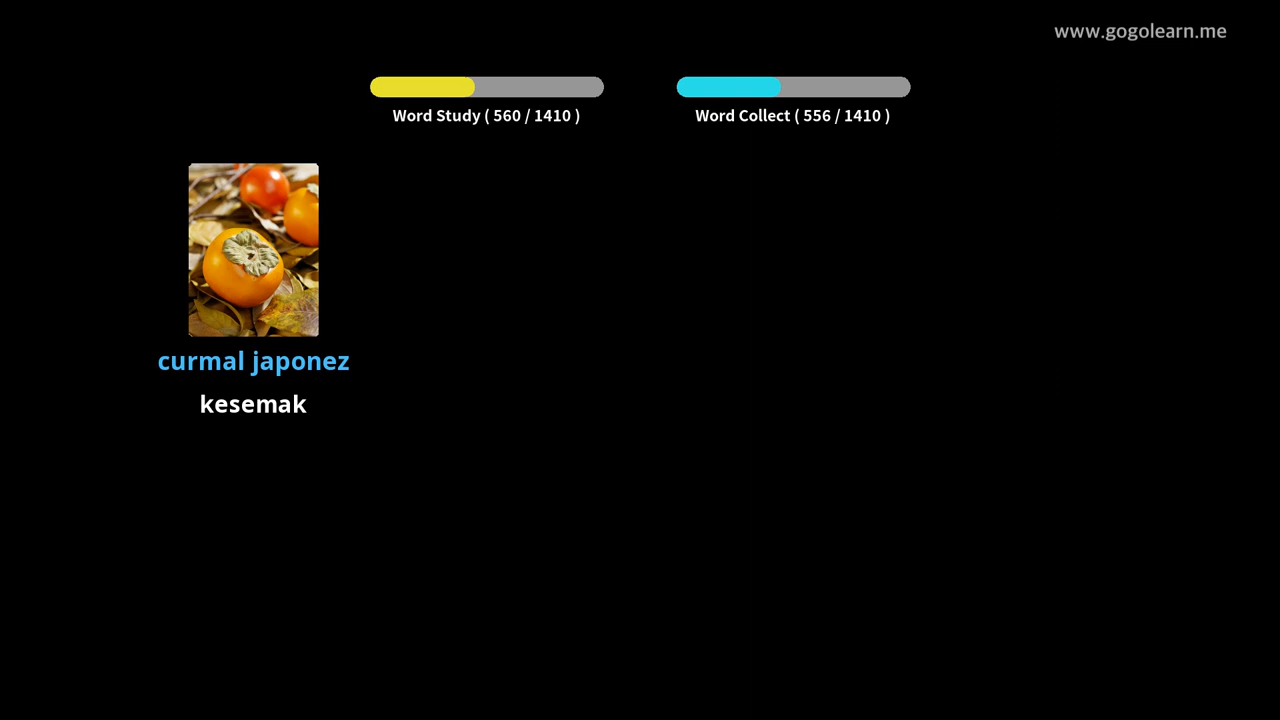 www.gogolearn.me
Word Study ( 560 / 1410 )
Word Collect ( 556 / 1410 )
curmal japonez
kesemak